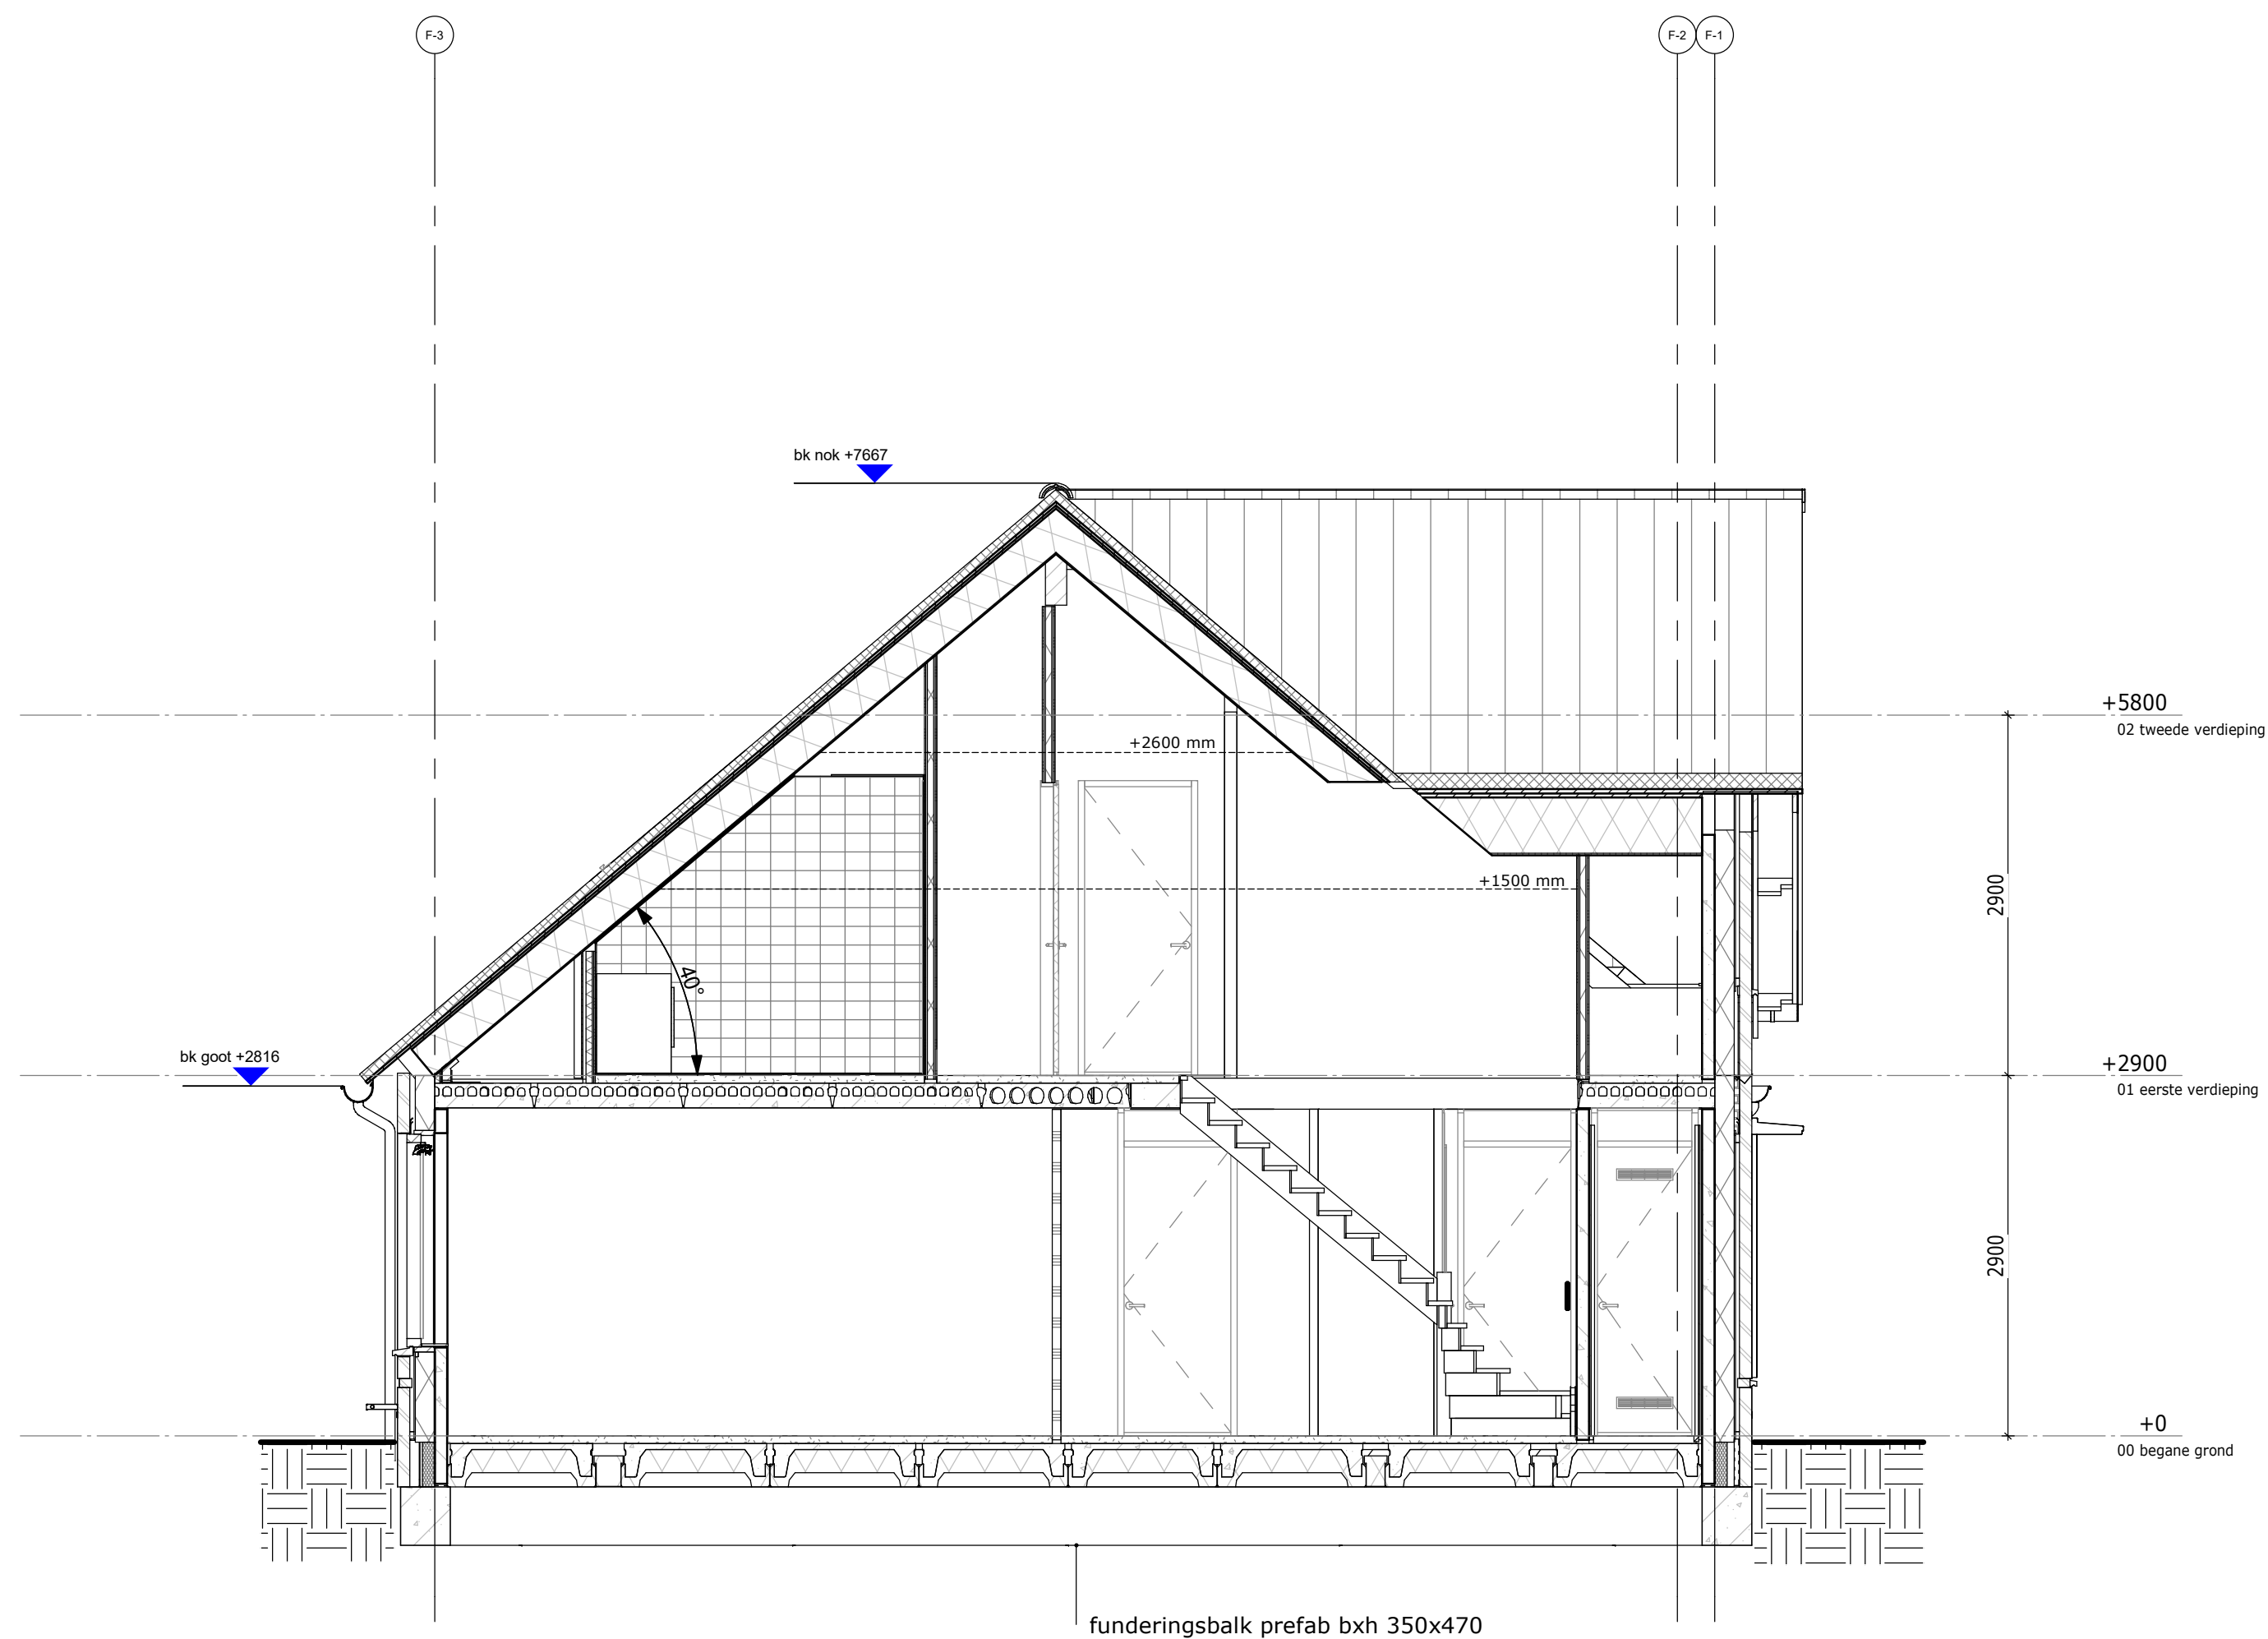 F-3
F-2
F-1
bk nok +7667
+5800
02 tweede verdieping
+2600 mm
+1500 mm
2900
40°
bk goot +2816
+2900
01 eerste verdieping
2900
+0
00 begane grond
funderingsbalk prefab bxh 350x470